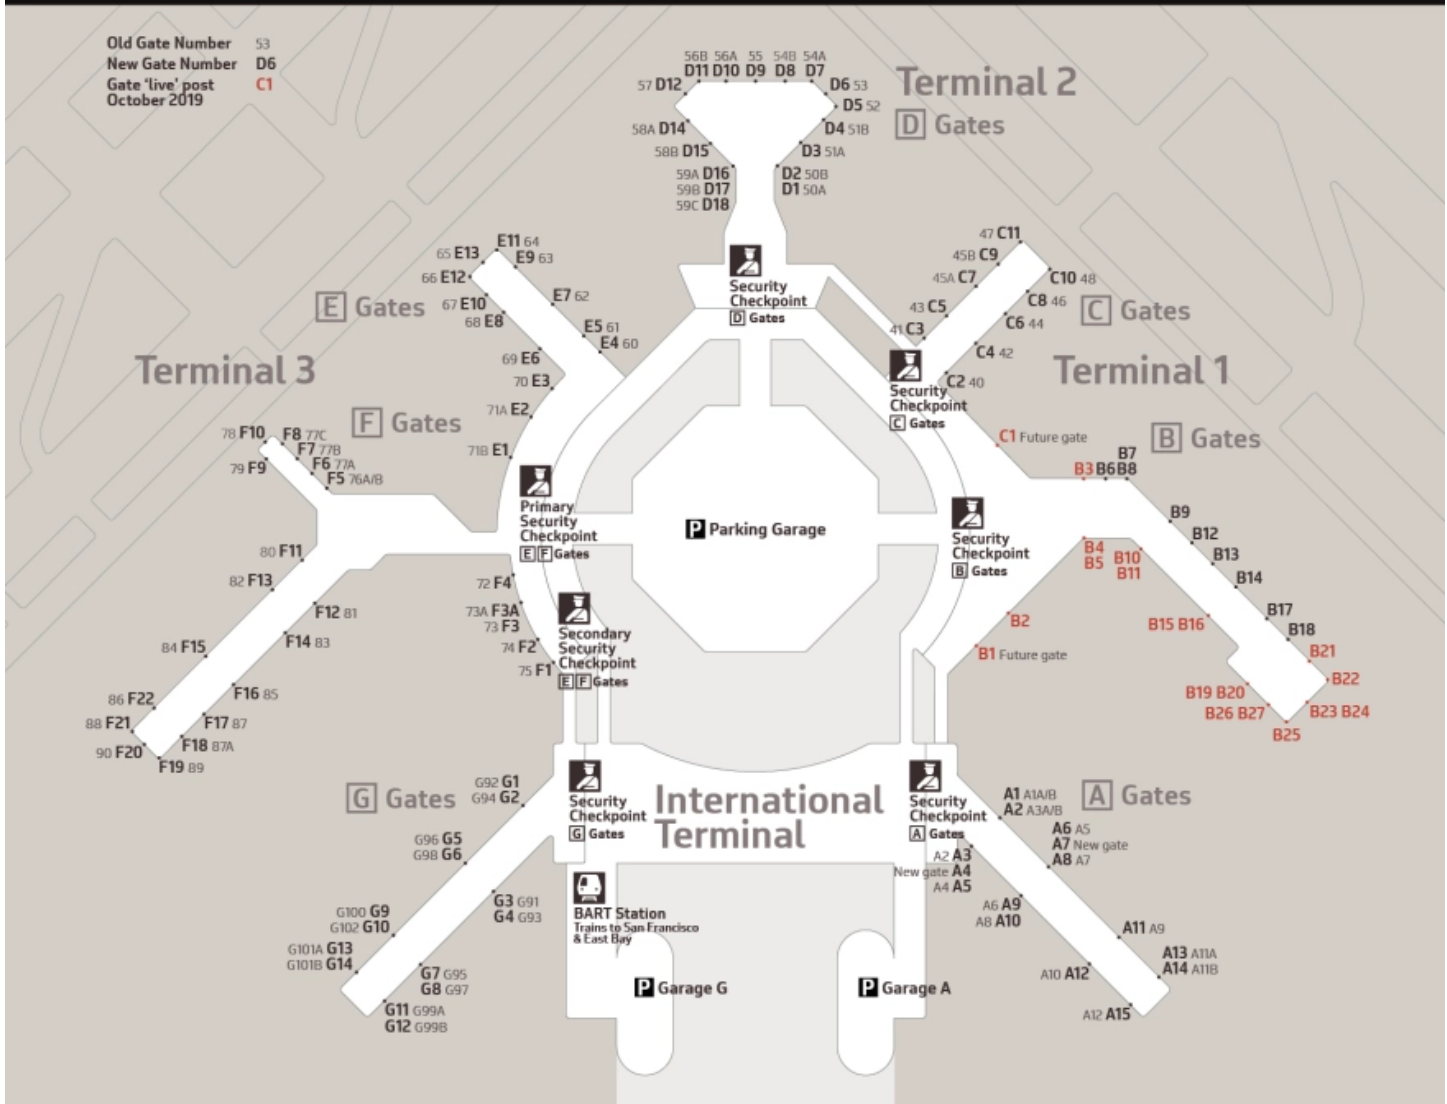 Old Gate Number 53
New Gate Number D6
Gate ‘live’ post C1
October 2019
56B 56A 55 54B 54A
D11 D10 D9 D8 D7
57 D12
D6 53
D5 52
58A D14
D4 51B
58B D15
D3 51A
59A D16
D2 50B
59B D17
D1 50A
59C D18
Terminal 2
D Gates
E11 64
65 E13
E9 63
66 E12
67 E10
E7 62
68 E8
E5 61
E4 60
69 E6
70 E3
71A E2
71B E1
E Gates
Terminal 3
F Gates
Security
Checkpoint
D Gates
47 C11
45B C9
45A C7
C10 48
43 C5
C8 46
41 C3
C6 44
C4 42
C2 40
C Gates
Terminal 1
B Gates
Security
Checkpoint
C Gates
C1 Future gate
B7
B3 B6 B8
B9
B12
B13
B14
B17
B18
B21
B22
B23 B24
B25
B26 B27
B19 B20
B15 B16
B10
B11
B4
B5
B2
B1 Future gate
Security
Checkpoint
B Gates
78 F10
F8 77C
F7 77B
79 F9
F6 77A
F5 76A/B
Primary
Security
Checkpoint
E F Gates
P Parking Garage
80 F11
82 F13
F12 81
84 F15
F14 83
86 F22
F16 85
88 F21
F17 87
90 F20
F18 87A
F19 89
72 F4
73A F3A
73 F3
74 F2
75 F1
Secondary
Security
Checkpoint
E F Gates
G Gates
G92 G1
G94 G2
G96 G5
G98 G6
G3 G91
G4 G93
G100 G9
G102 G10
G101A G13
G101B G14
G7 G95
G8 G97
G11 G99A
G12 G99B
Security
Checkpoint
G Gates
International
Terminal
Security
Checkpoint
A Gates
A Gates
A1 A1A/B
A2 A3A/B
A6 A5
A7 New gate
A8 A7
A2 A3
New gate A4
A4 A5
A6 A9
A8 A10
A11 A9
A13 A11A
A14 A11B
A10 A12
A12 A15
BART Station
Trains to San Francisco
& East Bay
P Garage G
P Garage A